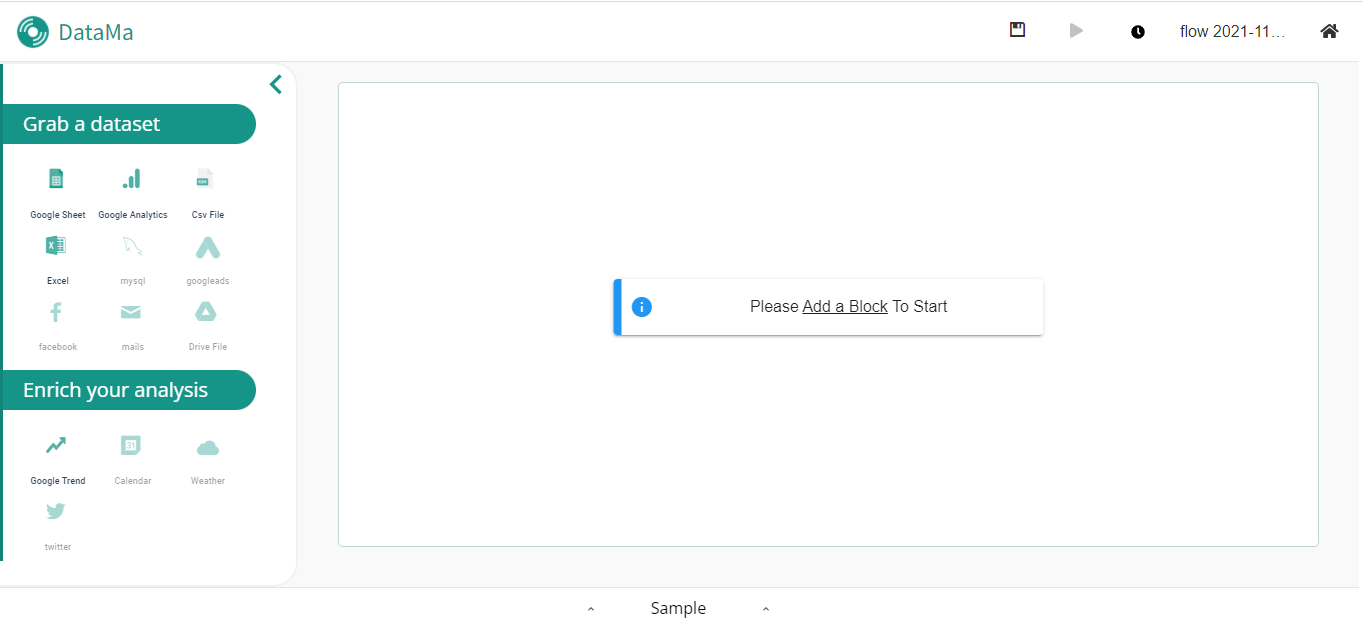 DataMa
flow 2021-11...
Grab a dataset
Google Sheet Google Analytics Csv File
Excel mysql googleads
facebook mails Drive File
Enrich your analysis
Google Trend Calendar Weather
twitter
Please Add a Block To Start
Sample